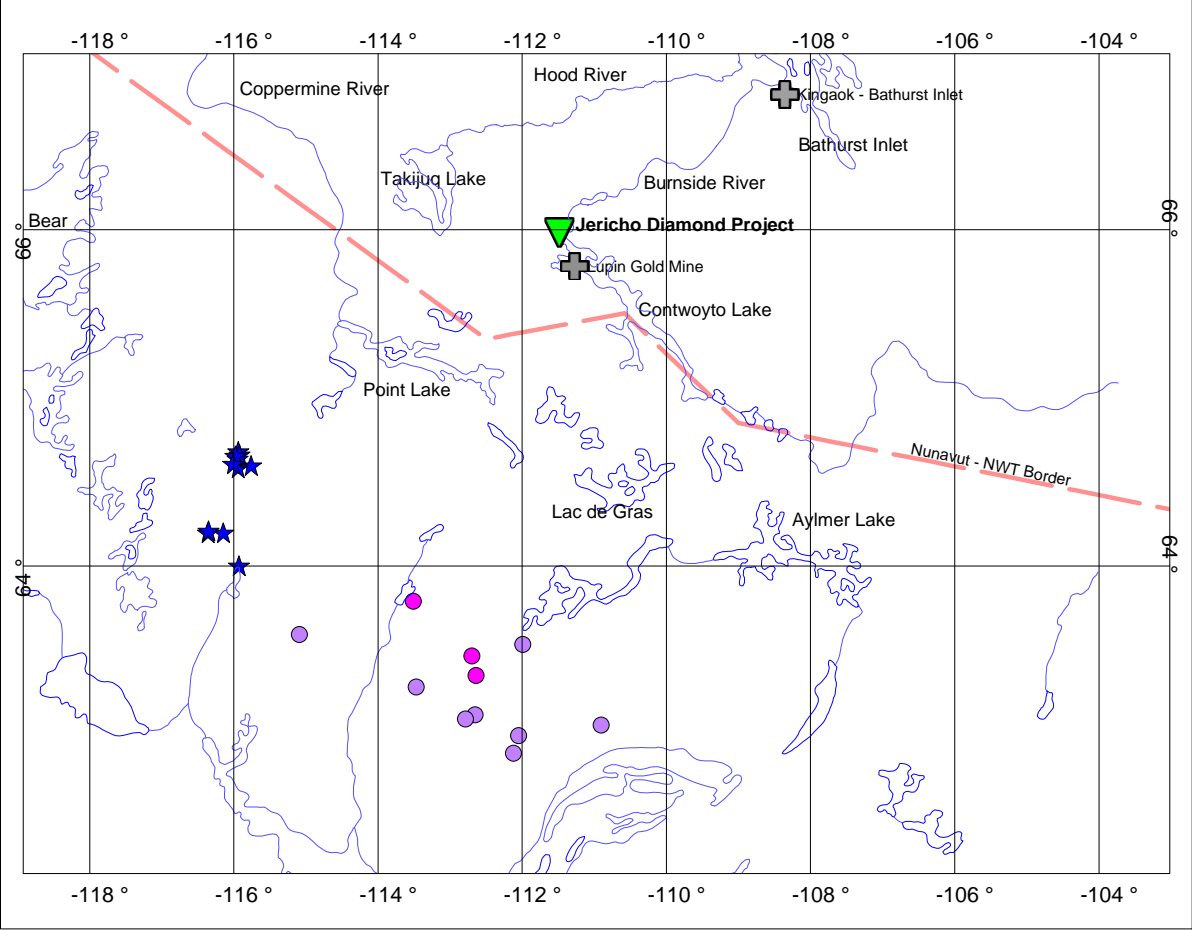 -118 ° -116 ° -114 ° -112 ° -110 ° -108 ° -106 ° -104 °
Hood River
Coppermine River
Kingaok - Bathurst Inlet
Bathurst Inlet
Takijuq Lake
Burnside River
Bear
Jericho Diamond Project
66 °
66 °
Lupin Gold Mine
Contwoyto Lake
Point Lake
Nunavut - NWT Border
Lac de Gras
Aylmer Lake
64 °
64 °
-118 ° -116 ° -114 ° -112 ° -110 ° -108 ° -106 ° -104 °